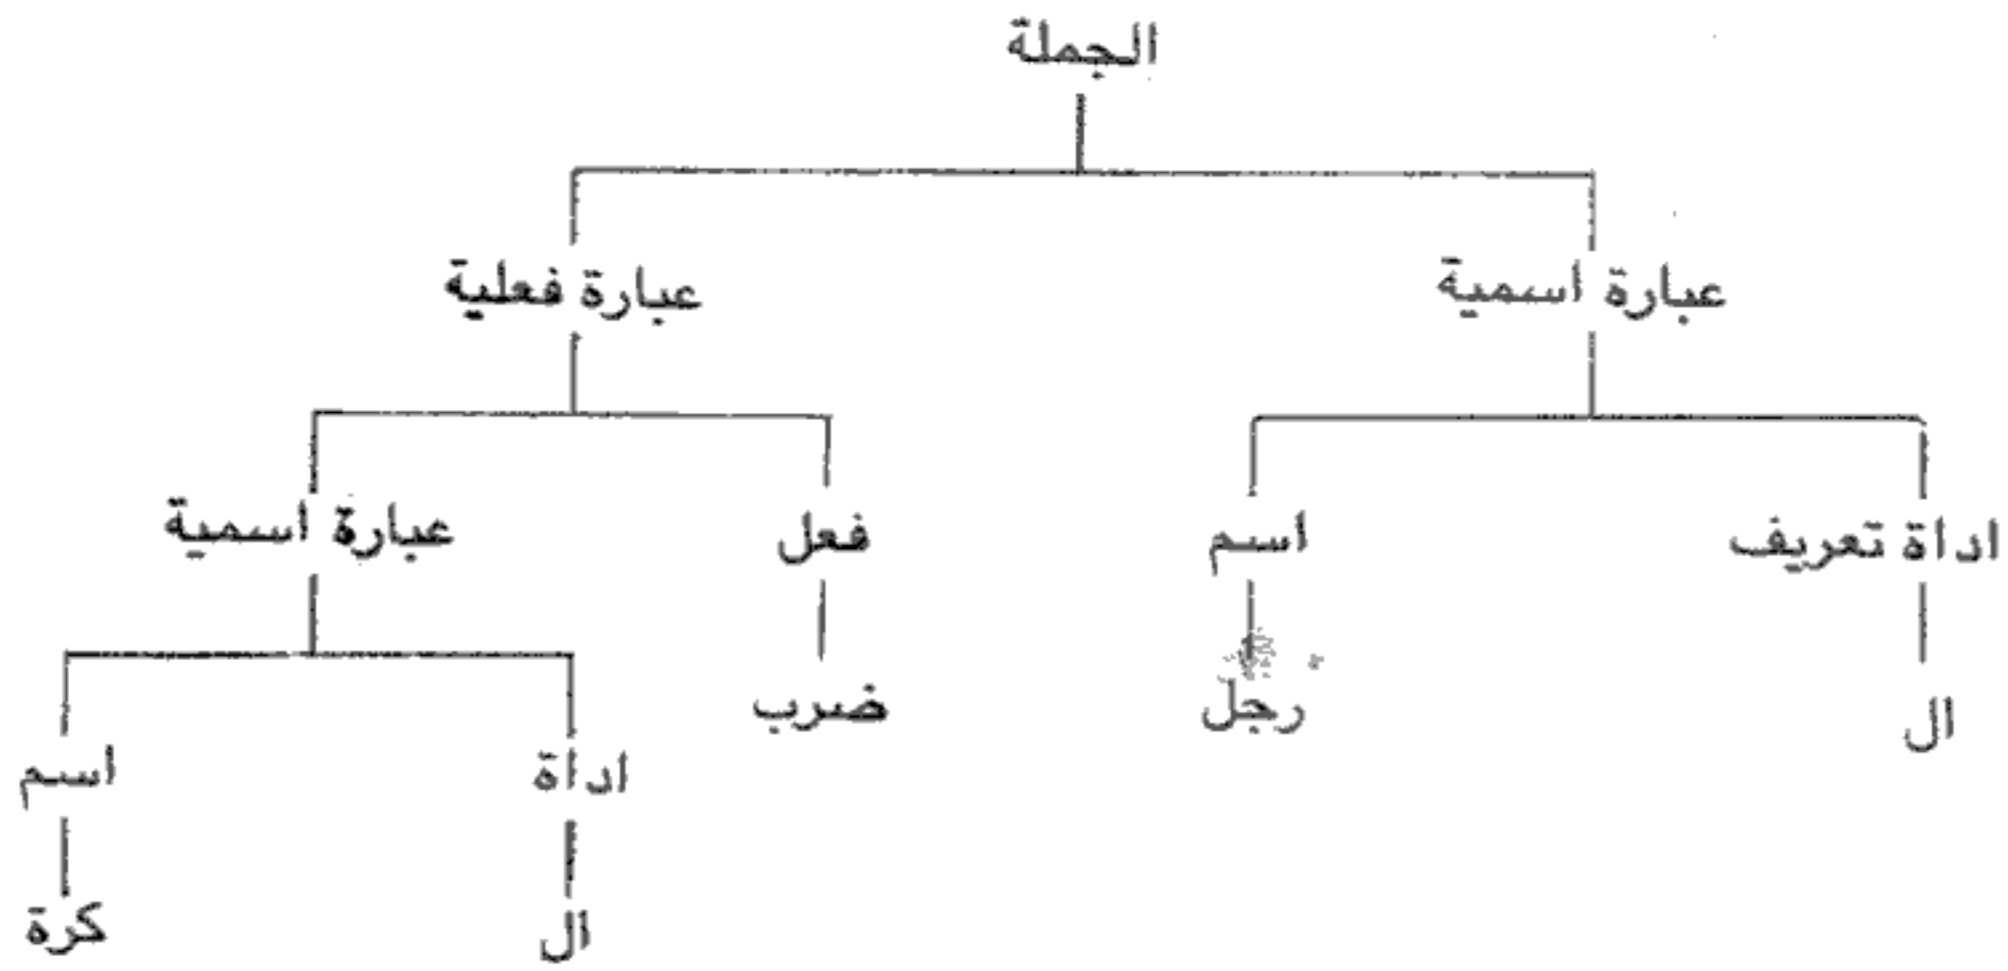 الجملة
عبارة اسمية
عبارة فعلية
اداة تعريف
اسم
فعل
عبارة اسمية
ال
رجل
ضرب
اداة
اسم
ال
كرة